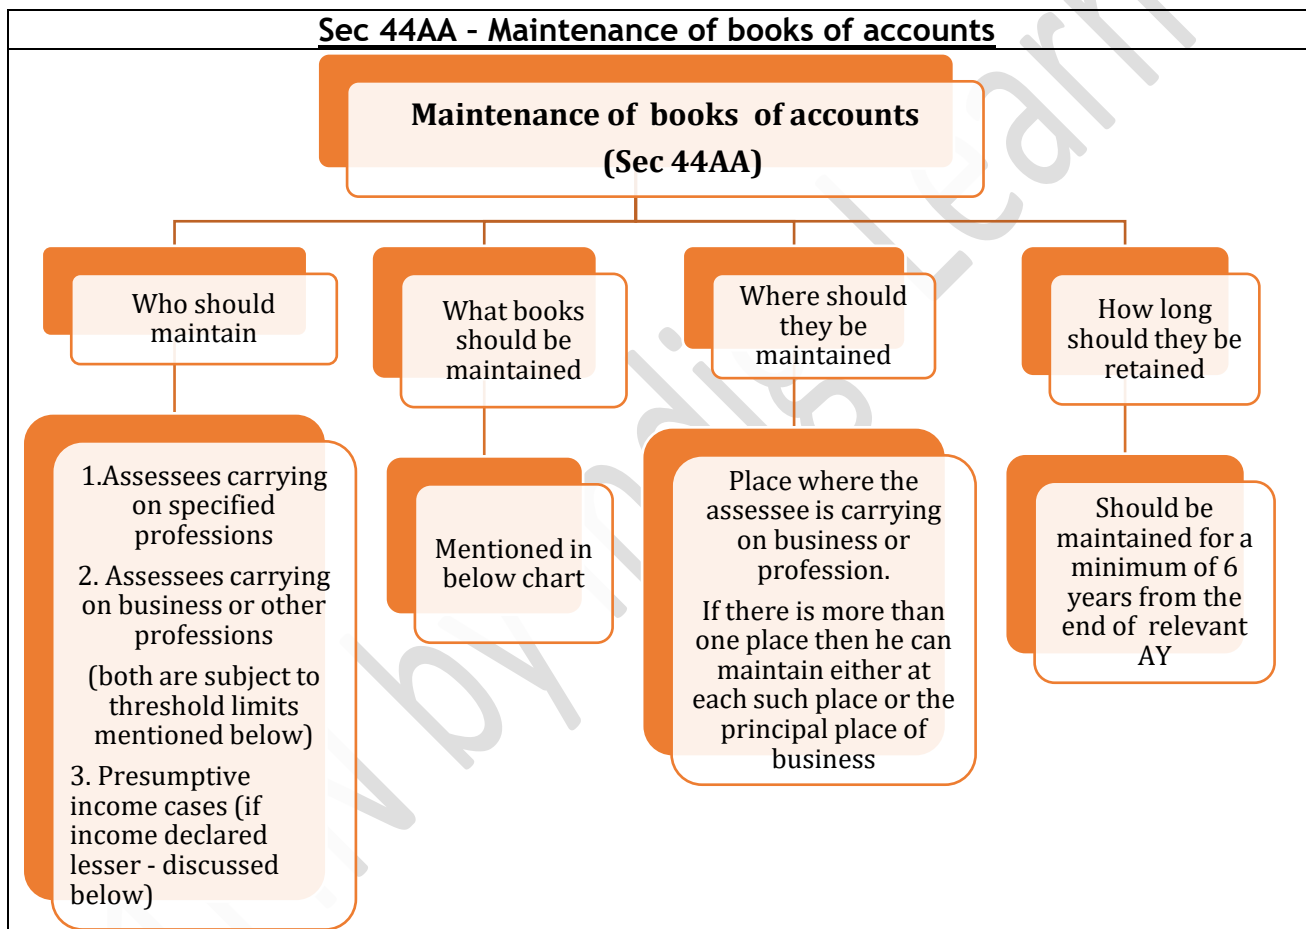 Sec 44AA – Maintenance of books of accounts
Maintenance of books of accounts
(Sec 44AA)
Who should
maintain
1.Assessees carrying
on specified
professions
2. Assessees carrying
on business or other
professions
(both are subject to
threshold limits
mentioned below)
3. Presumptive
income cases (if
income declared
lesser - discussed
below)
What books
should be
maintained
Mentioned in
below chart
Where should
they be
maintained
Place where the
assessee is carrying
on business or
profession.
If there is more than
one place then he can
maintain either at
each such place or the
principal place of
business
How long
should they be
retained
Should be
maintained for a
minimum of 6
years from the
end of relevant
AY